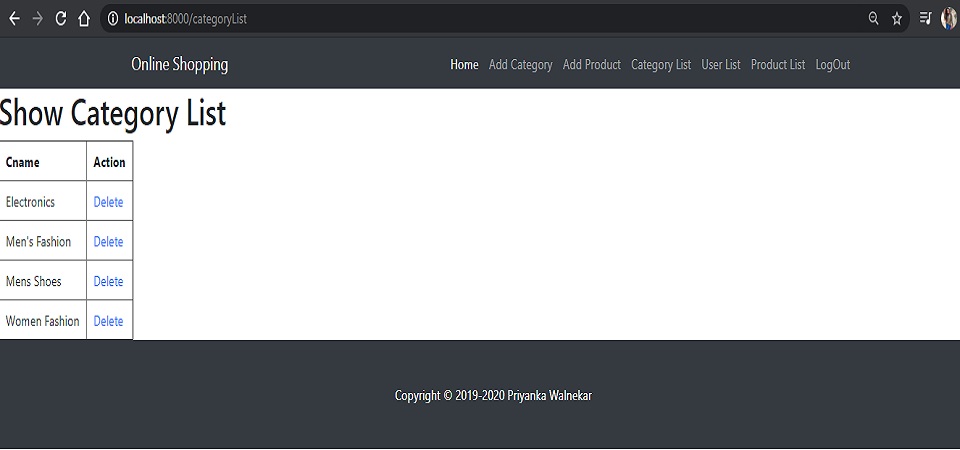 localhost:8000/categoryList
Online Shopping Home Add Category Add Product Category List User List Product List LogOut
Show Category List
Cname Action
Electronics Delete
Men's Fashion Delete
Mens Shoes Delete
Women Fashion Delete
Copyright © 2019-2020 Priyanka Walnekar